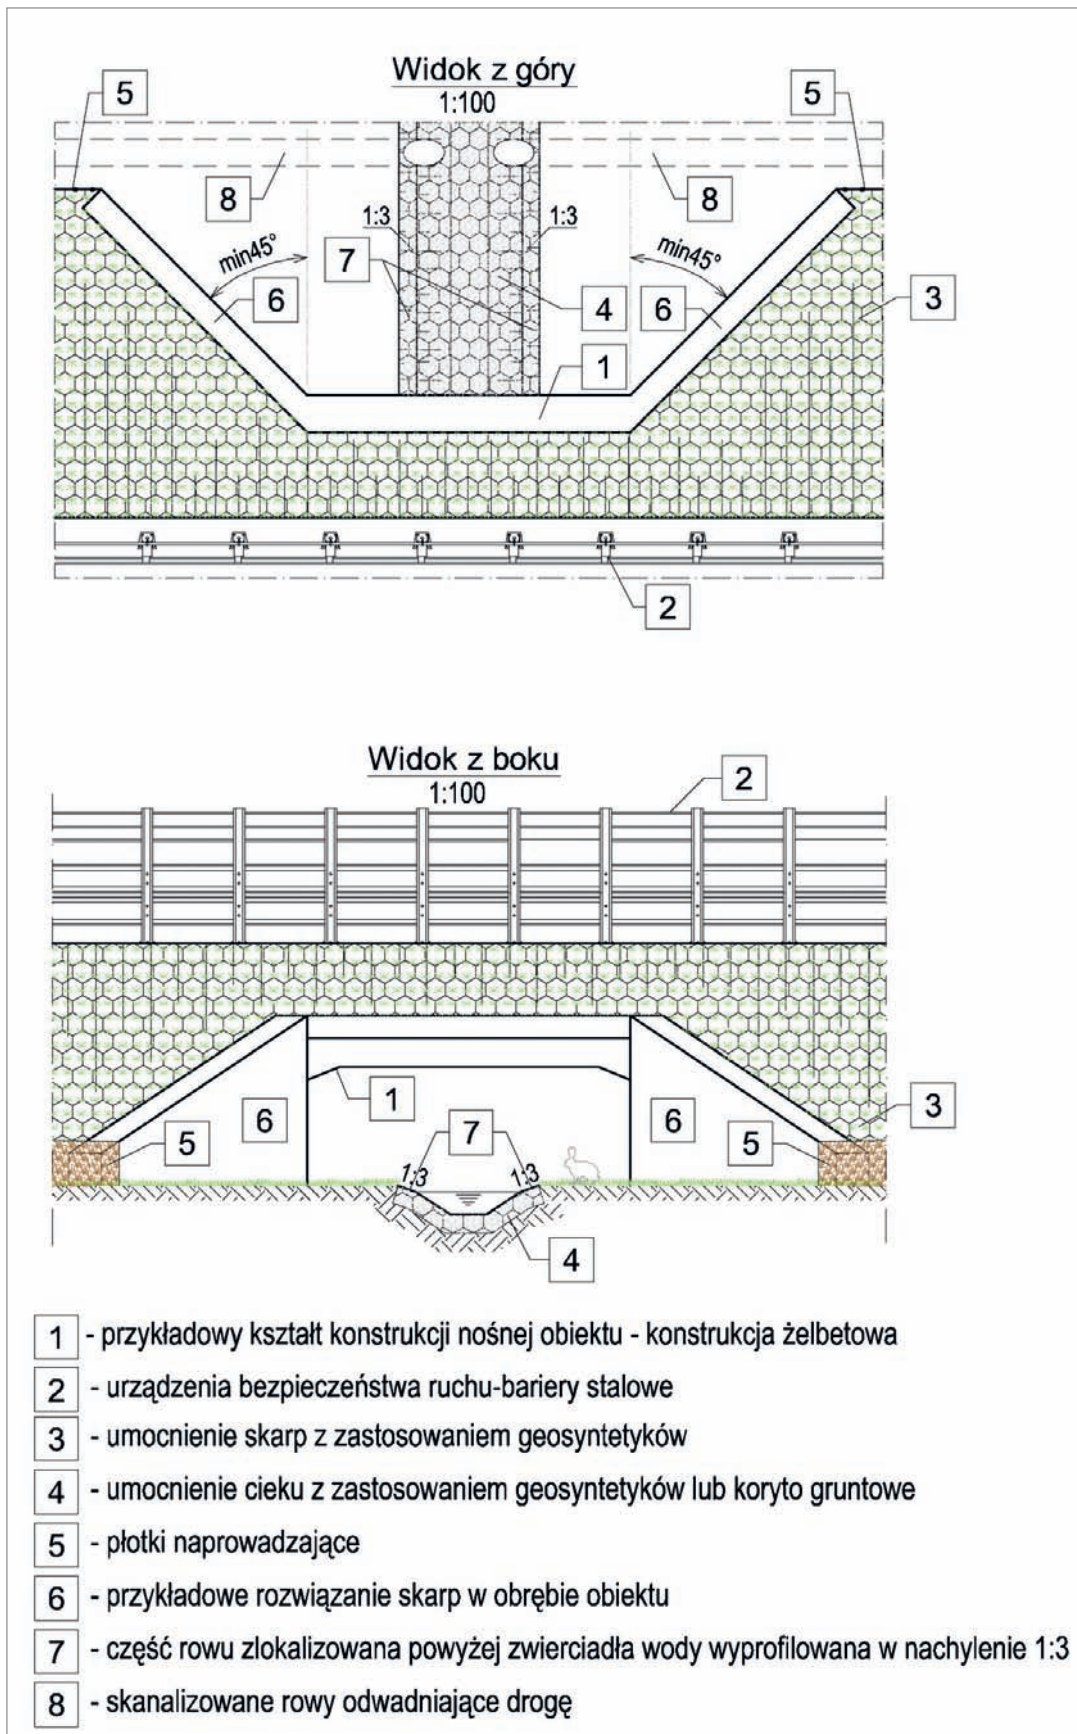 Widok z góry
1:100
5
5
8
8
1:3
1:3
min45°
min45°
7
6
4
6
3
1
2
Widok z boku
1:100
2
1
3
6
6
5
7
5
1:3
1:3
4
1 - przykładowy kształt konstrukcji nośnej obiektu - konstrukcja żelbetowa
2 - urządzenia bezpieczeństwa ruchu-bariery stalowe
3 - umocnienie skarp z zastosowaniem geosyntetyków
4 - umocnienie cieku z zastosowaniem geosyntetyków lub koryto gruntowe
5 - płotki naprowadzające
6 - przykładowe rozwiązanie skarp w obrębie obiektu
7 - część rowu zlokalizowana powyżej zwierciadła wody wyprofilowana w nachylenie 1:3
8 - skanalizowane rowy odwadniające drogę